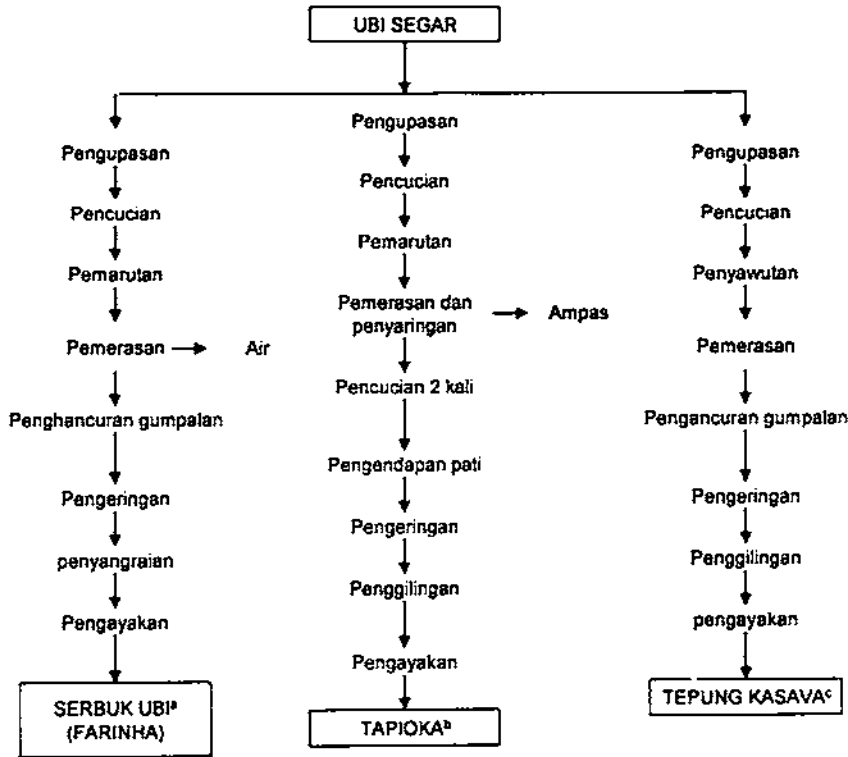 UBI SEGAR
Pengupasan
Pencucian
Pemarutan
Pemerasan
Air
Penghancuran gumpalan
Pengeringan
penyangraian
Pengayakan
SERBUK UBIᵃ
(FARINHA)
Pengupasan
Pencucian
Pemarutan
Pemerasan dan
penyaringan
Ampas
Pencucian 2 kali
Pengendapan pati
Pengeringan
Penggilingan
Pengayakan
TAPIOKAᵇ
Pengupasan
Pencucian
Penyawutan
Pemerasan
Pengancuran gumpalan
Pengeringan
Penggilingan
pengayakan
TEPUNG KASAVAᶜ